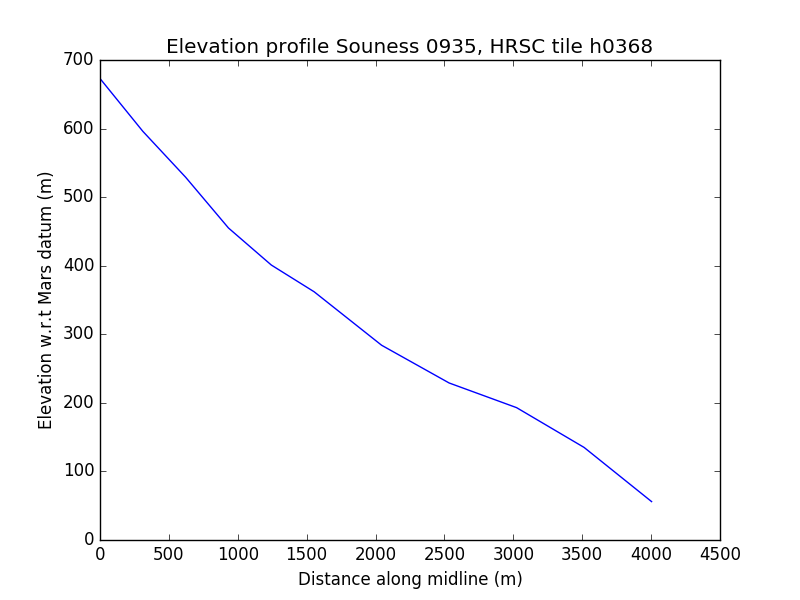 Elevation profile Souness 0935, HRSC tile h0368
700
600
500
400
300
200
100
0
Elevation w.r.t Mars datum (m)
0 500 1000 1500 2000 2500 3000 3500 4000 4500
Distance along midline (m)